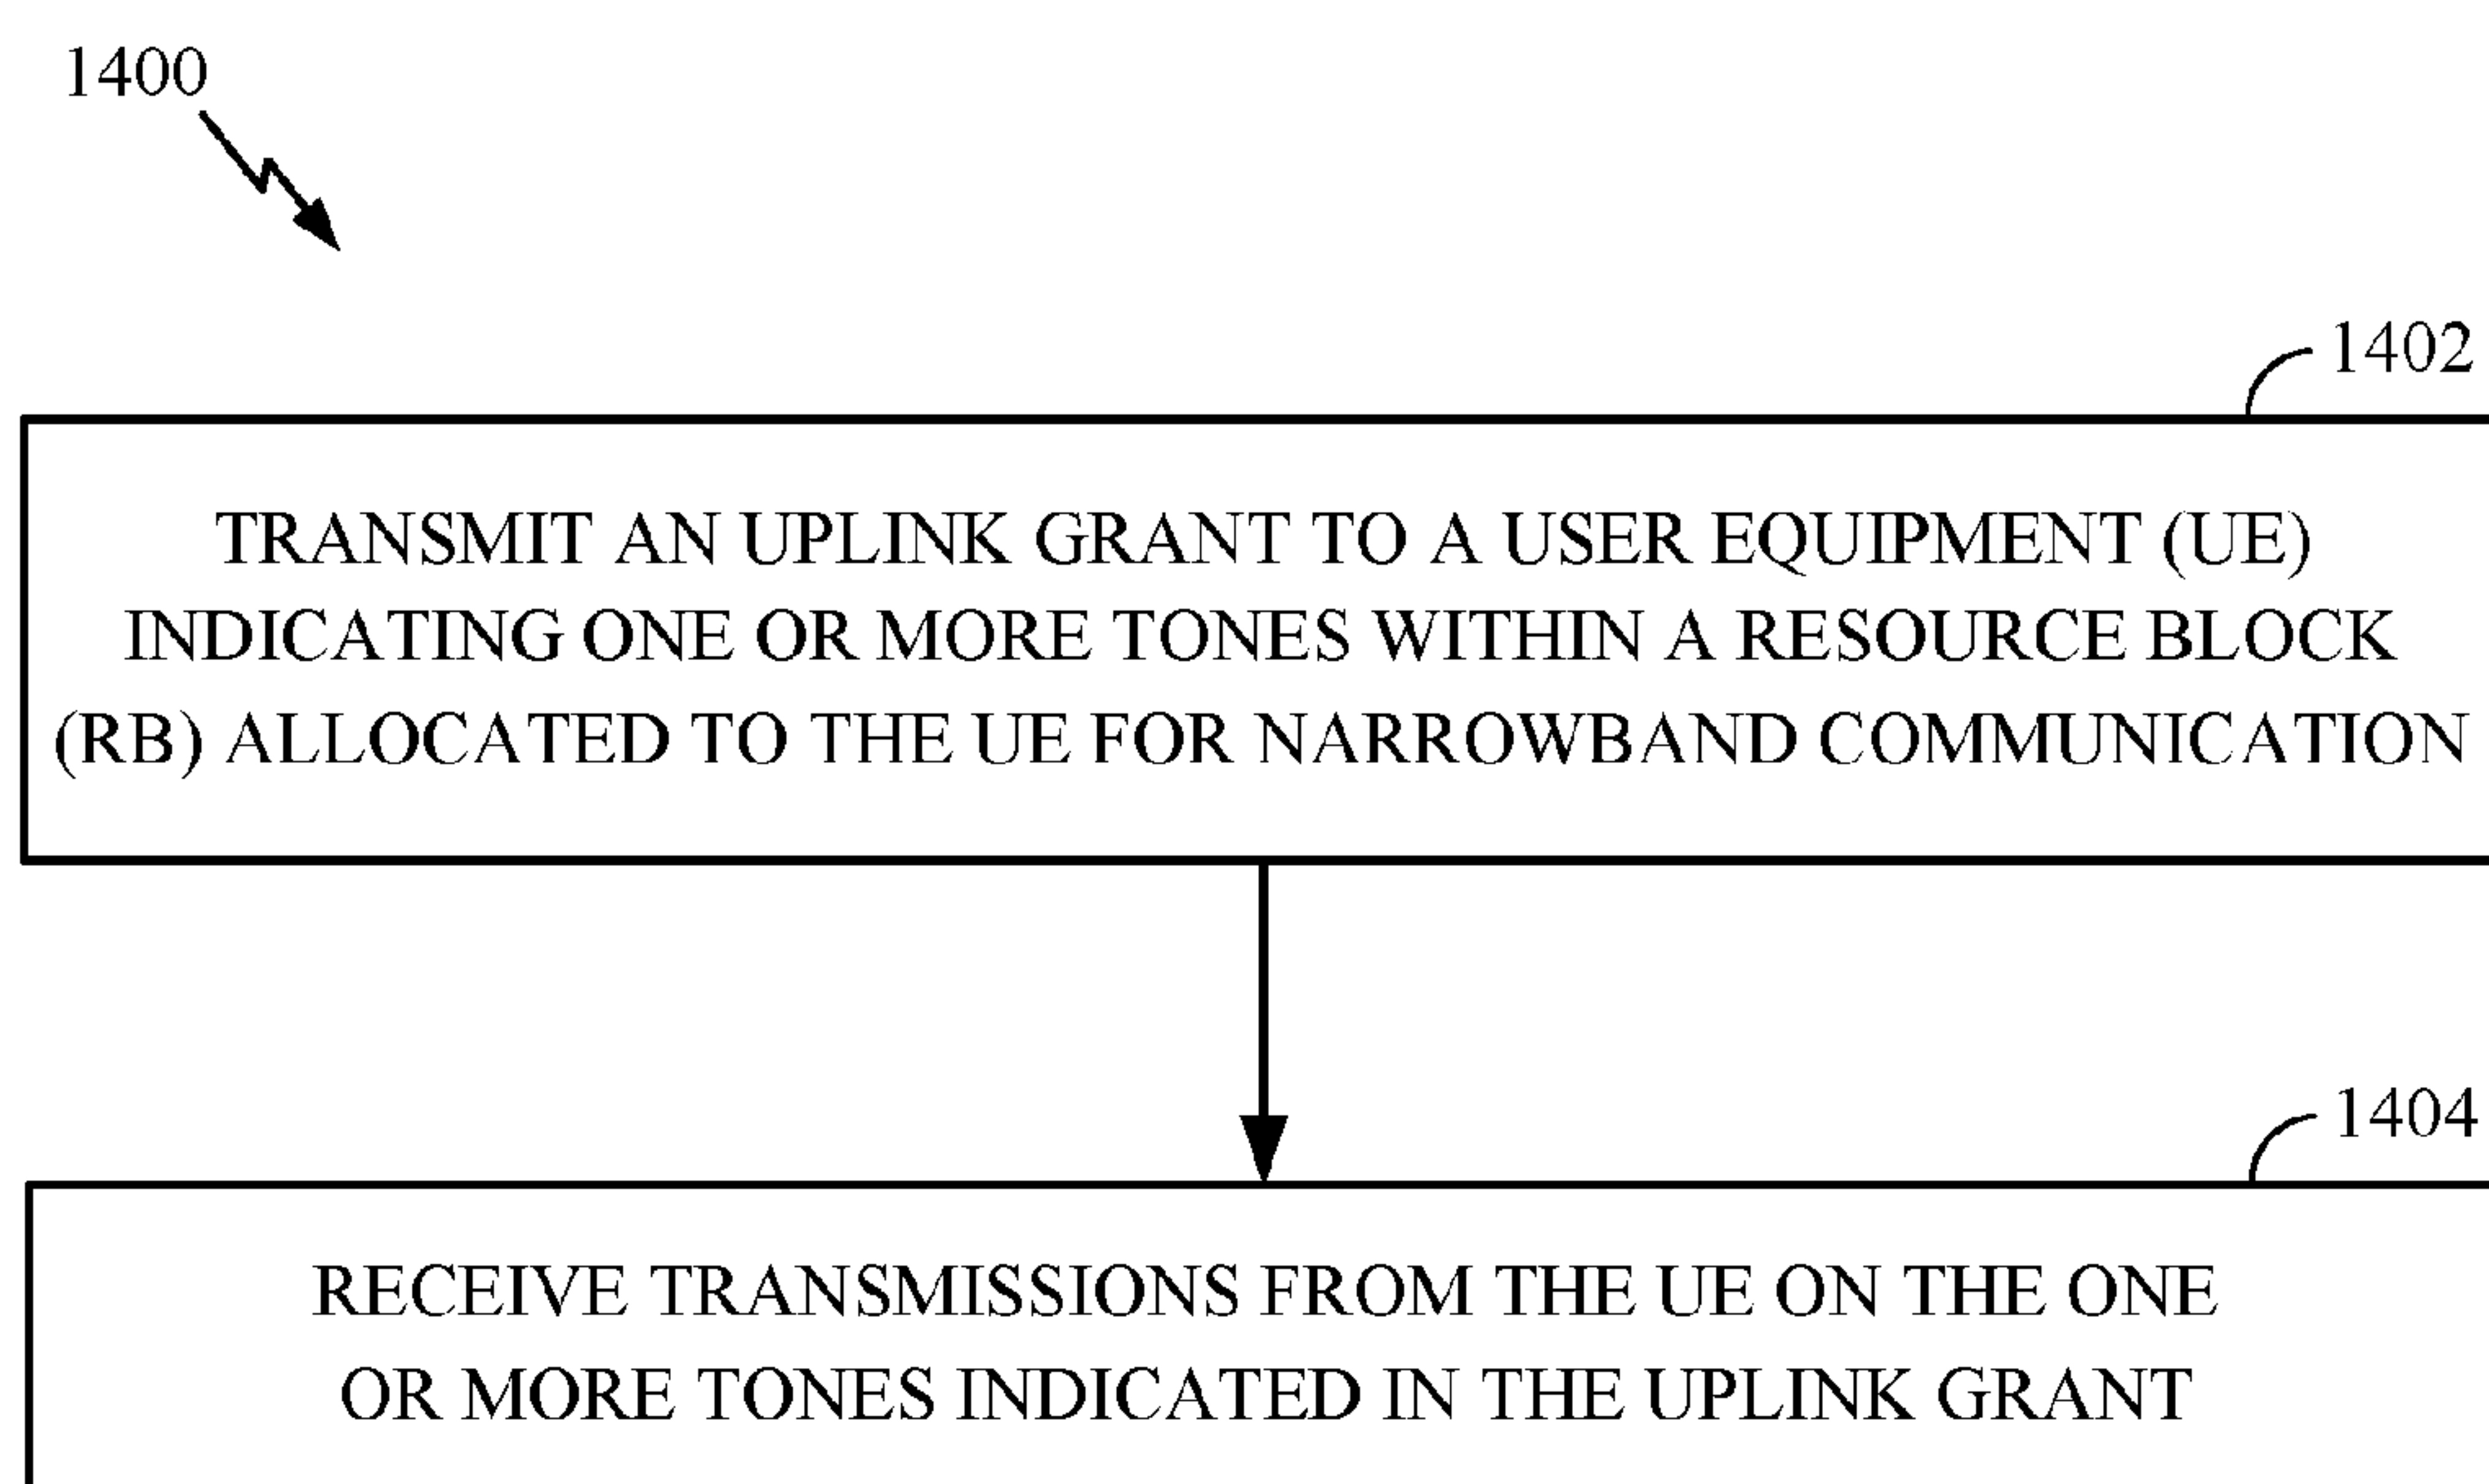 1400
1402
TRANSMIT AN UPLINK GRANT TO A USER EQUIPMENT (UE)
INDICATING ONE OR MORE TONES WITHIN A RESOURCE BLOCK
(RB) ALLOCATED TO THE UE FOR NARROWBAND COMMUNICATION
1404
RECEIVE TRANSMISSIONS FROM THE UE ON THE ONE
OR MORE TONES INDICATED IN THE UPLINK GRANT